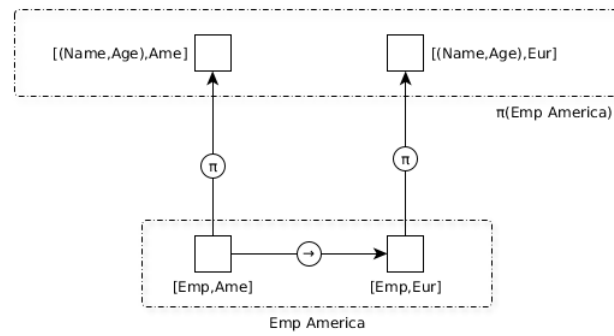 [(Name,Age),Ame]
[(Name,Age),Eur]
π(Emp America)
π
π
→
[Emp,Ame]
[Emp,Eur]
Emp America